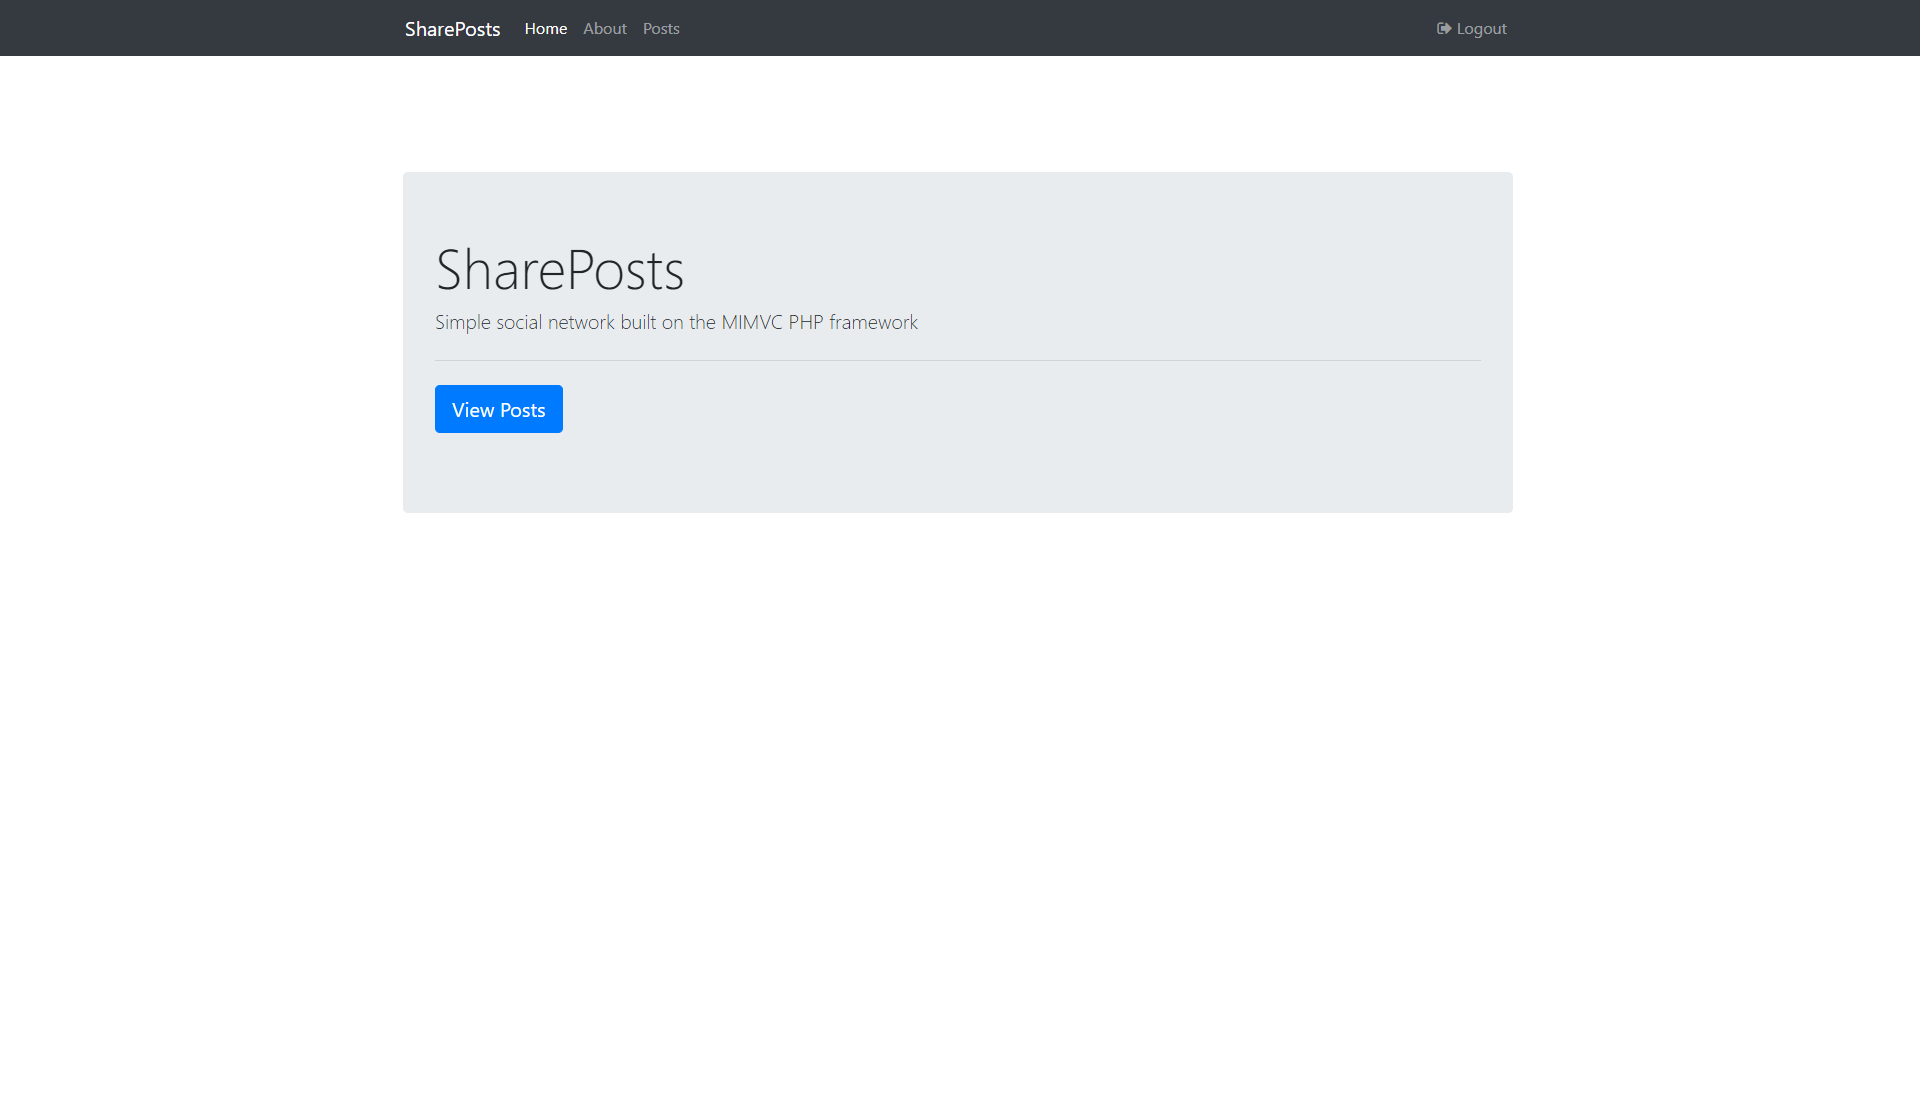 SharePosts Home About Posts Logout
SharePosts
Simple social network built on the MIMVC PHP framework
View Posts